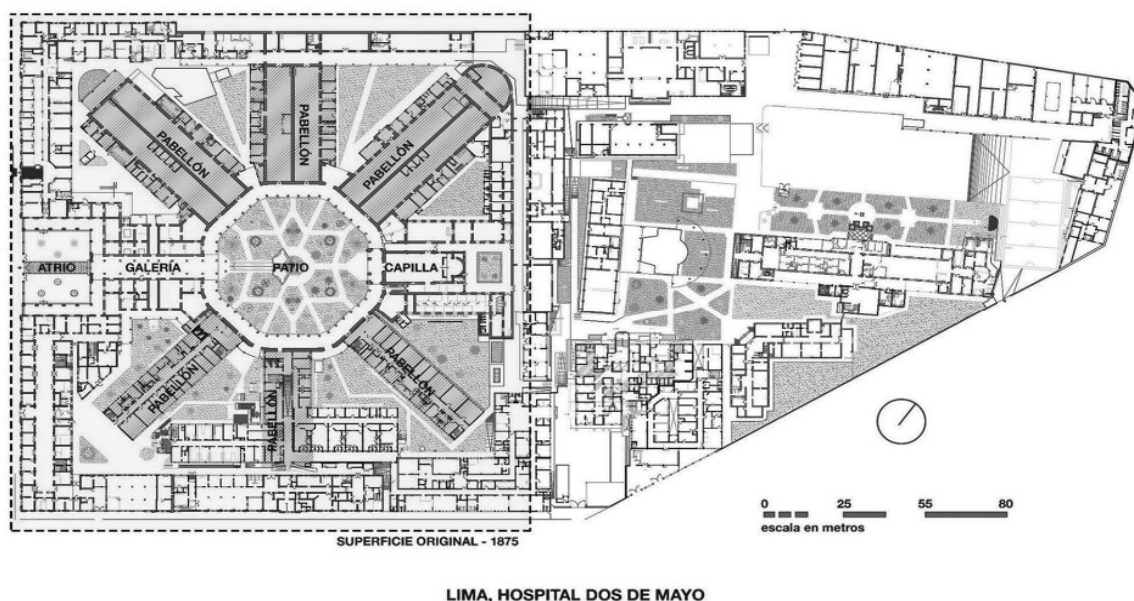 PABELLÓN
PABELLÓN
PABELLÓN
ATRIO
GALERÍA
PATIO
CAPILLA
PABELLÓN
PABELLÓN
PABELLÓN
0 25 55 80
escala en metros
SUPERFICIE ORIGINAL - 1875
LIMA, HOSPITAL DOS DE MAYO